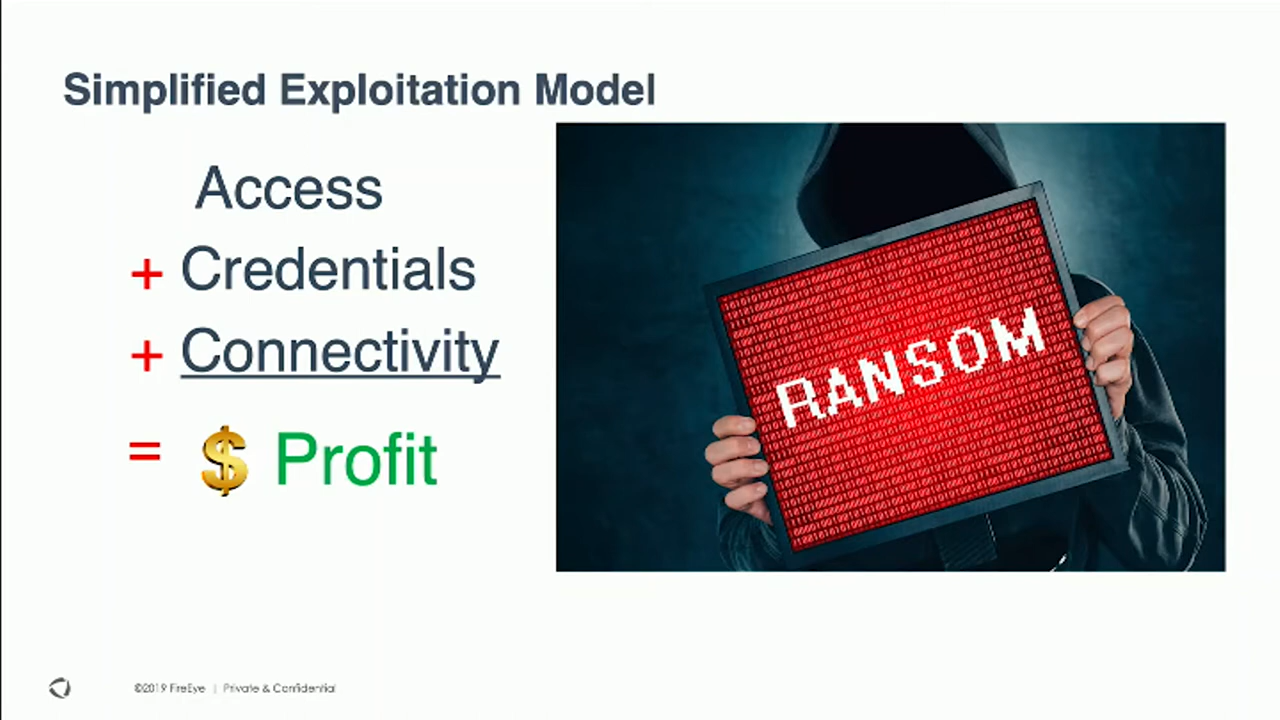 Simplified Exploitation Model
Access
+ Credentials
+ Connectivity
= $ Profit
RANSOM
©2019 FireEye | Private & Confidential